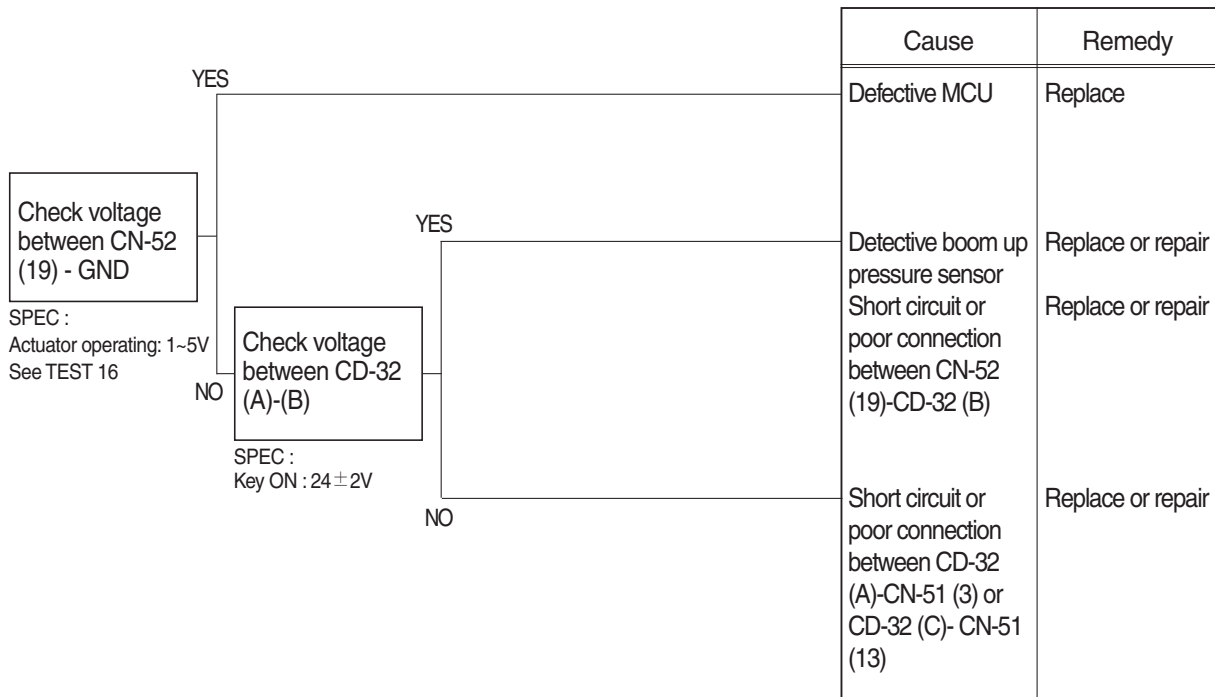 Cause Remedy
YES
Defective MCU Replace
Check voltage
between CN-52
(19) - GND
SPEC :
Actuator operating: 1~5V
See TEST 16
NO
Check voltage
between CD-32
(A)-(B)
SPEC :
Key ON : 24±2V
YES
Detective boom up Replace or repair
pressure sensor
Short circuit or Replace or repair
poor connection
between CN-52
(19)-CD-32 (B)
NO
Short circuit or Replace or repair
poor connection
between CD-32
(A)-CN-51 (3) or
CD-32 (C)- CN-51
(13)